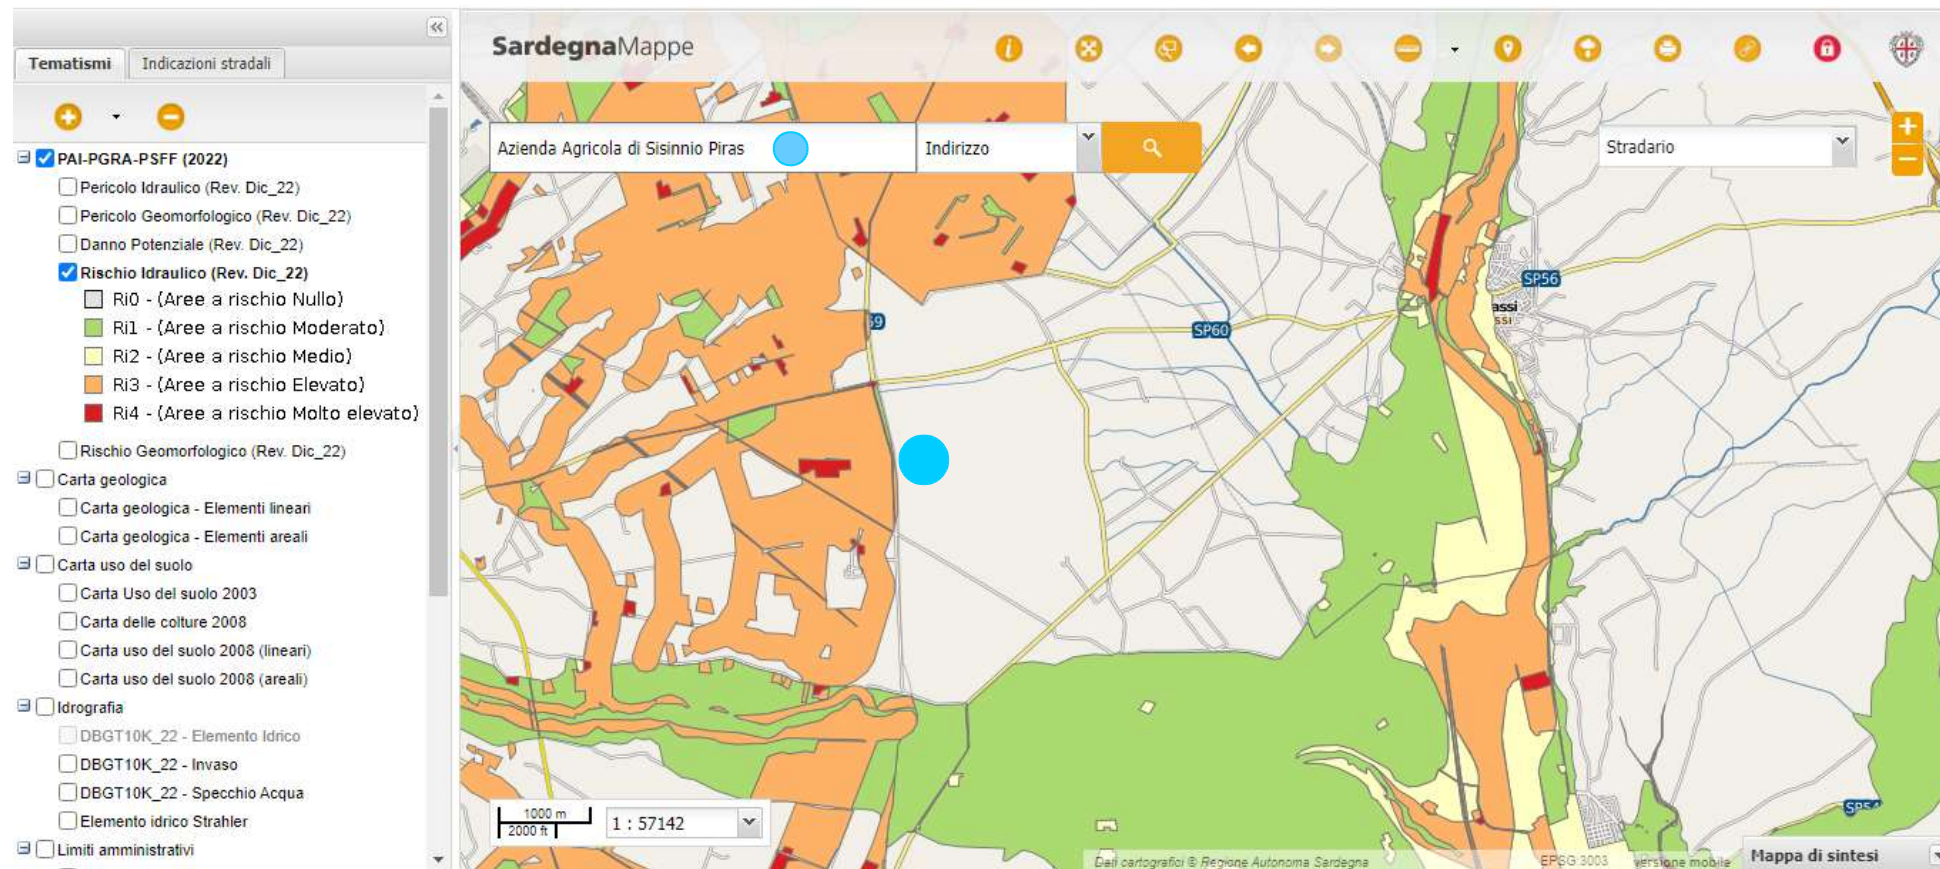 SardegnaMappe
Tematismi
Indicazioni stradali
PAI-PGRA-PSFF (2022)
Pericolo Idraulico (Rev. Dic_22)
Pericolo Geomorfologico (Rev. Dic_22)
Danno Potenziale (Rev. Dic_22)
Rischio Idraulico (Rev. Dic_22)
Ri0 - (Aree a rischio Nullo)
Ri1 - (Aree a rischio Moderato)
Ri2 - (Aree a rischio Medio)
Ri3 - (Aree a rischio Elevato)
Ri4 - (Aree a rischio Molto elevato)
Rischio Geomorfologico (Rev. Dic_22)
Carta geologica
Carta geologica - Elementi lineari
Carta geologica - Elementi areali
Carta uso del suolo
Carta Uso del suolo 2003
Carta delle colture 2008
Carta uso del suolo 2008 (lineari)
Carta uso del suolo 2008 (areali)
Idrografia
DBGT10K_22 - Elemento Idrico
DBGT10K_22 - Invaso
DBGT10K_22 - Specchio Acqua
Elemento idrico Strahler
Limiti amministrativi
Azienda Agricola di Sisinnio Piras
Indirizzo
Stradario
SP56
assi
SSI
59
SP60
SP54
1000 m
2000 ft
1 : 57142
Dati cartografici © Regione Autonoma Sardegna
EPSG:3003
versione mobile
Mappa di sintesi